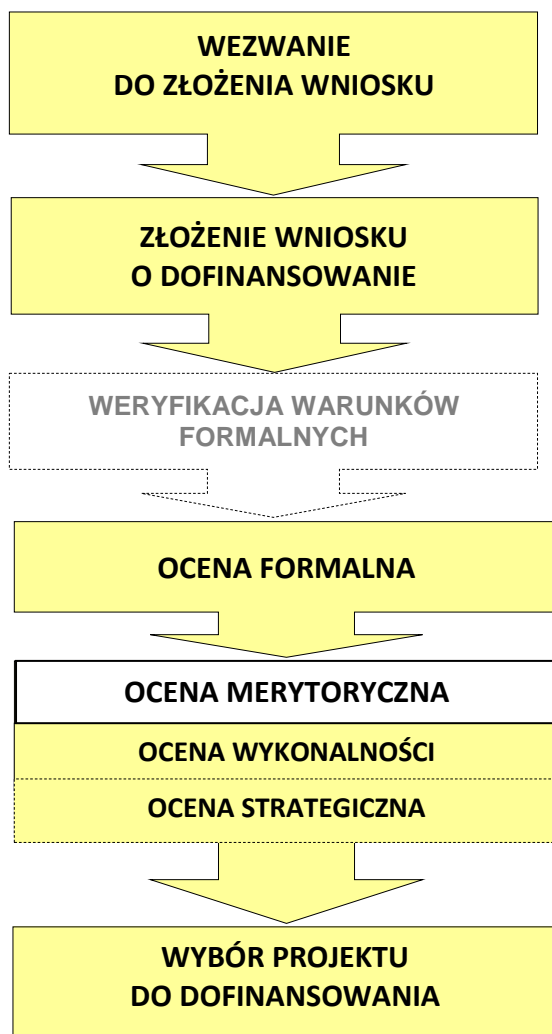 WEZWANIE
DO ZŁOŻENIA WNIOSKU
ZŁOŻENIE WNIOSKU
O DOFINANSOWANIE
WERYFIKACJA WARUNKÓW
FORMALNYCH
OCENA FORMALNA
OCENA MERYTORYCZNA
OCENA WYKONALNOŚCI
OCENA STRATEGICZNA
WYBÓR PROJEKTU
DO DOFINANSOWANIA